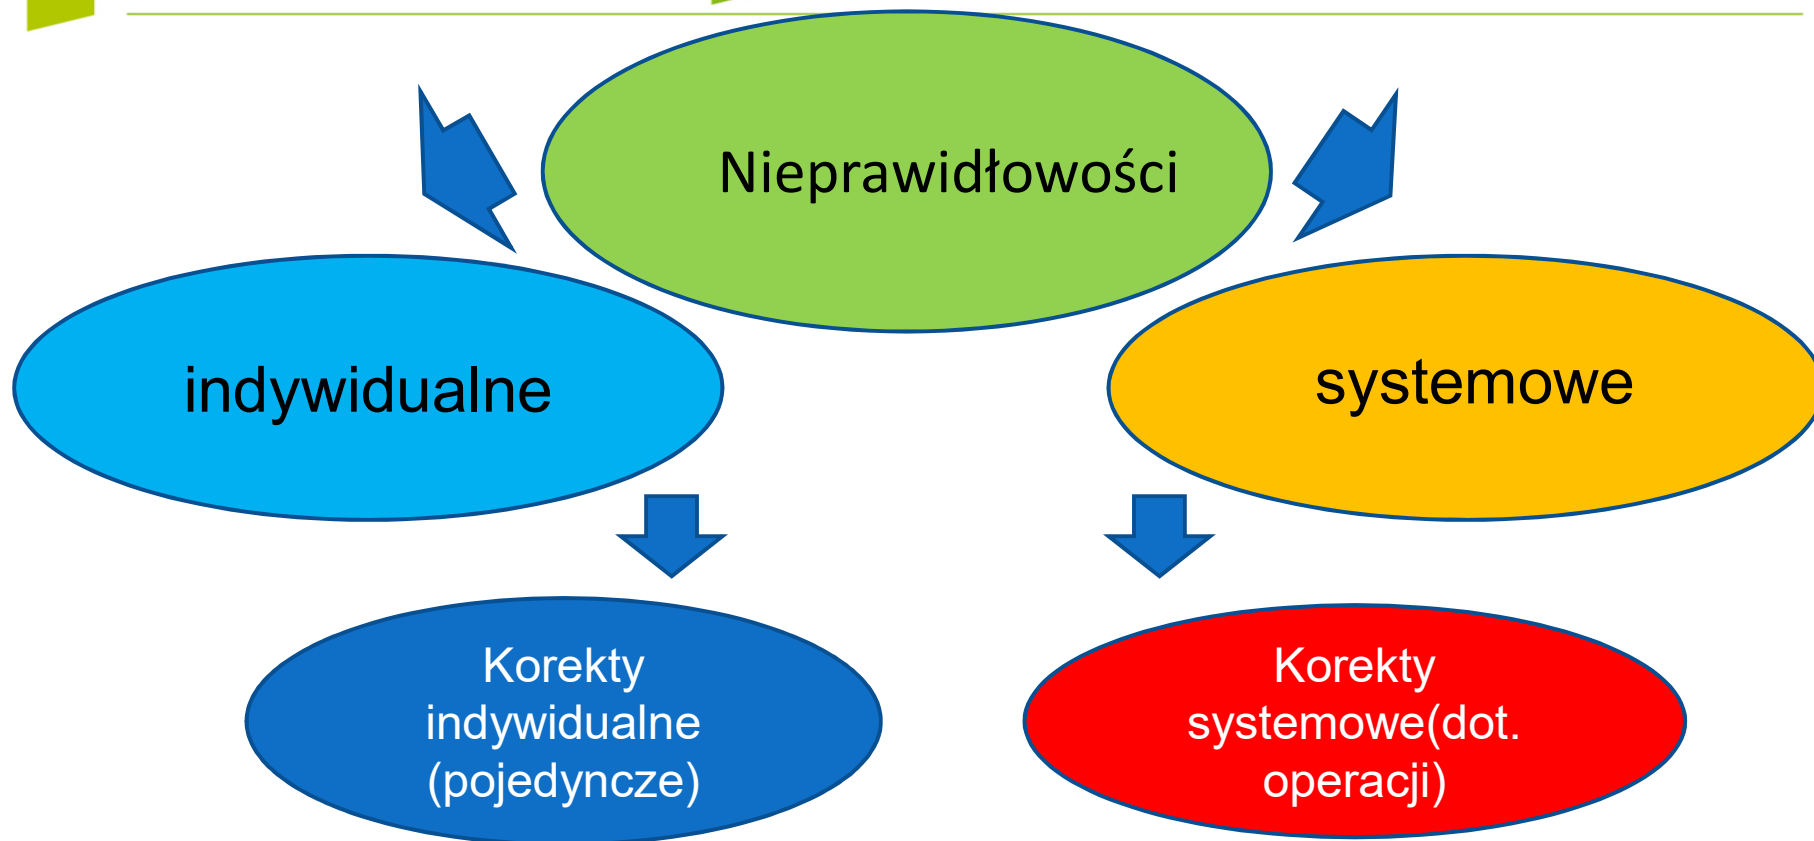 Nieprawidłowości
indywidualne
systemowe
Korekty
indywidualne
(pojedyncze)
Korekty
systemowe(dot.
operacji)